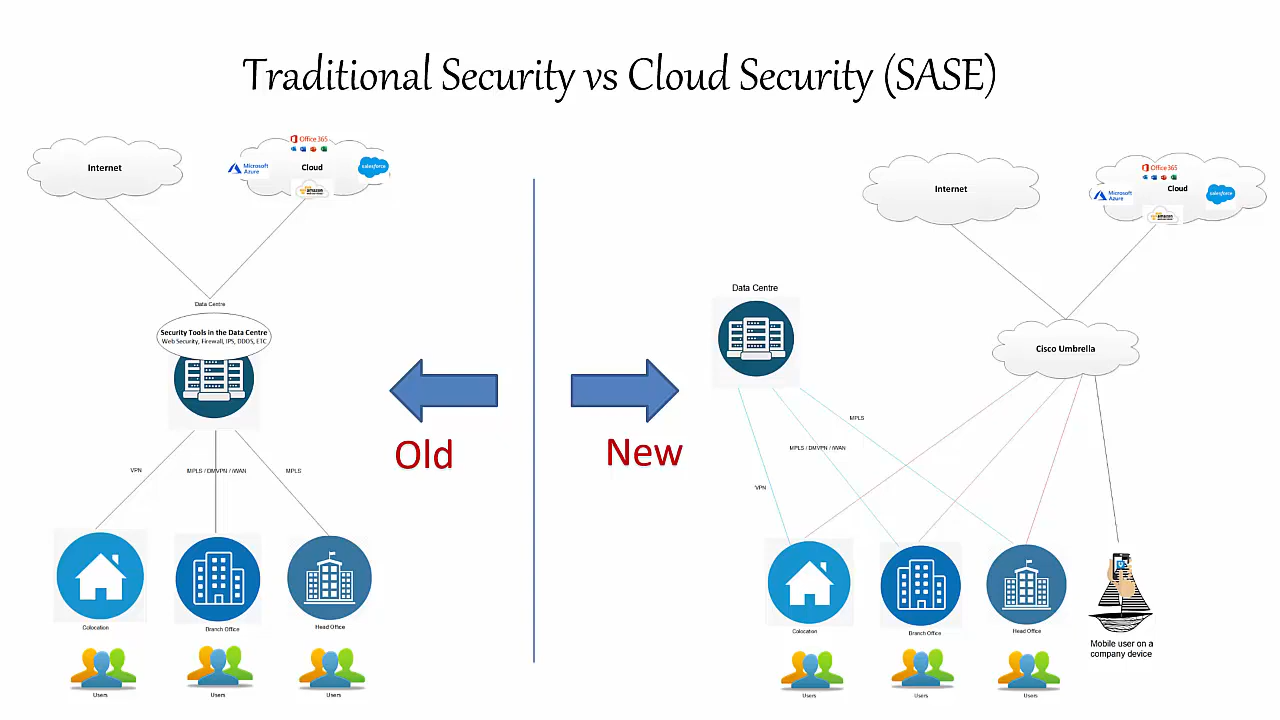 Traditional Security vs Cloud Security (SASE)
Internet
Office 365
Microsoft
Azure
Cloud
salesforce
amazon
Data Centre
Security Tools in the Data Centre
Web Security, Firewall, IPS, DDOS, ETC
VPN
MPLS / DMVPN / IWAN
MPLS
Colocation
Branch Office
Head Office
Users
Users
Users
Old
New
Internet
Office 365
Microsoft
Azure
Cloud
salesforce
amazon
Data Centre
Cisco Umbrella
MPLS
MPLS / DMVPN / IWAN
VPN
Colocation
Branch Office
Head Office
Mobile user on a
company device
Users
Users
Users